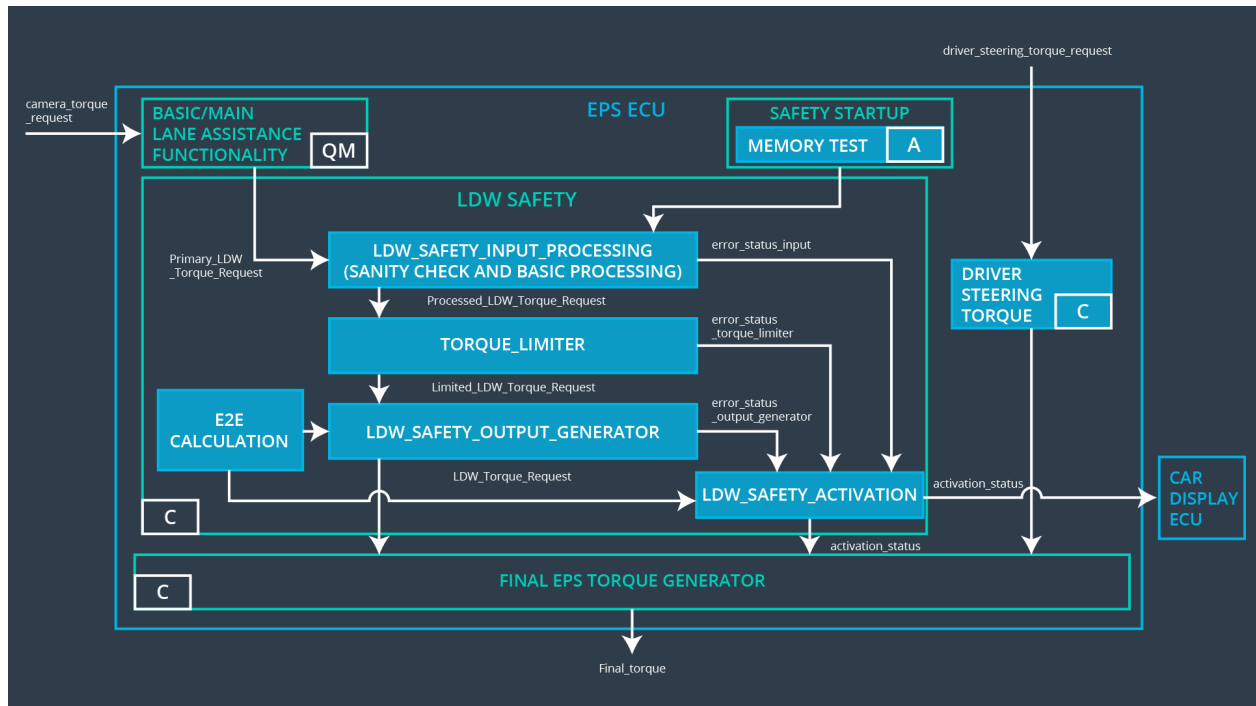 driver_steering_torque_request
camera_torque
_request
EPS ECU
BASIC/MAIN
LANE ASSISTANCE
FUNCTIONALITY
QM
SAFETY STARTUP
MEMORY TEST
A
LDW SAFETY
Primary_LDW
_Torque_Request
LDW_SAFETY_INPUT_PROCESSING
(SANITY CHECK AND BASIC PROCESSING)
error_status_input
DRIVER
STEERING
TORQUE
C
Processed_LDW_Torque_Request
TORQUE_LIMITER
error_status
_torque_limiter
Limited_LDW_Torque_Request
E2E
CALCULATION
LDW_SAFETY_OUTPUT_GENERATOR
error_status
_output_generator
LDW_Torque_Request
LDW_SAFETY_ACTIVATION
activation_status
CAR
DISPLAY
ECU
C
activation_status
FINAL EPS TORQUE GENERATOR
C
Final_torque